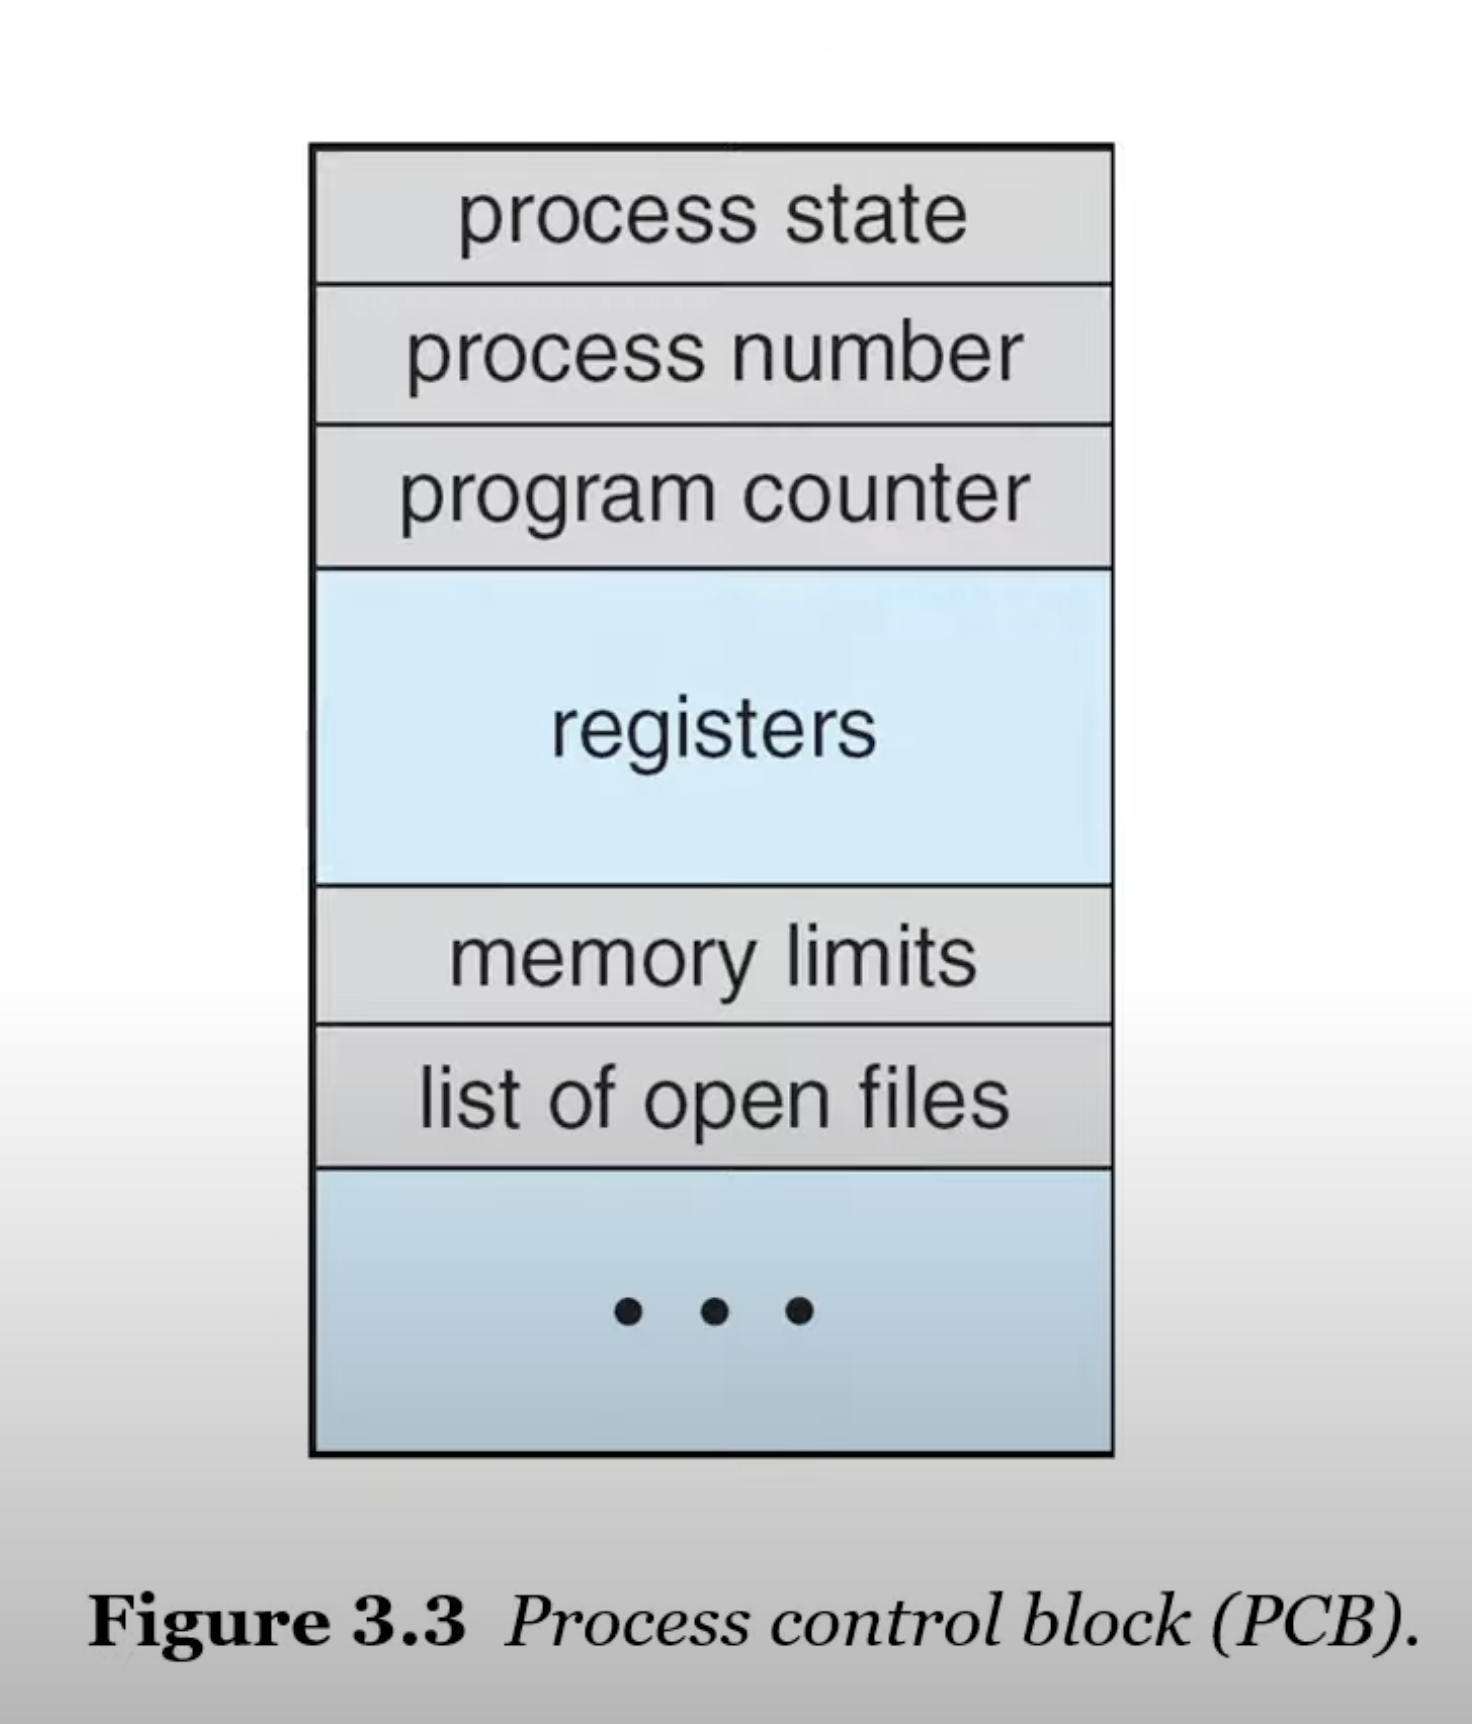 process state
process number
program counter
registers
memory limits
list of open files
• • •
Figure 3.3 Process control block (PCB).